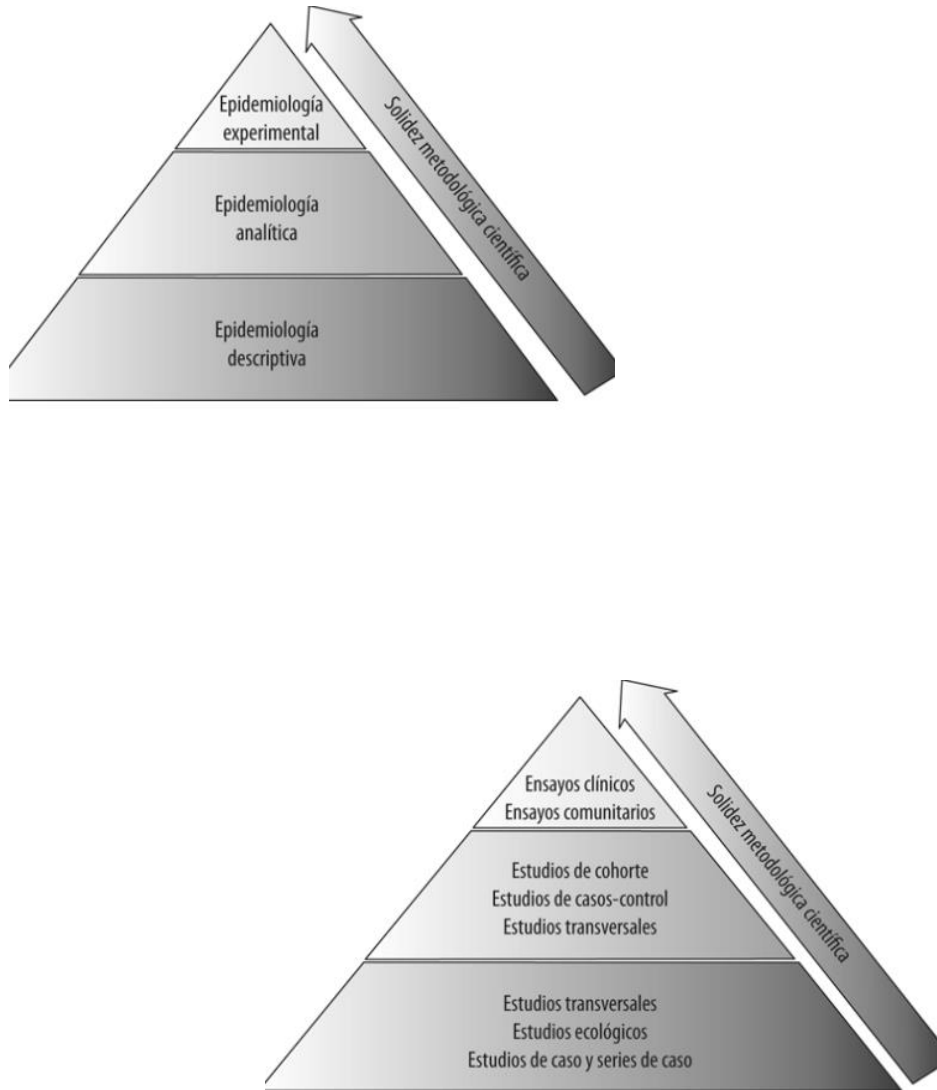 Epidemiología
experimental
Solidez metodológica científica
Epidemiología
analítica
Epidemiología
descriptiva
Ensayos clínicos
Ensayos comunitarios
Solidez metodológica científica
Estudios de cohorte
Estudios de casos-control
Estudios transversales
Estudios transversales
Estudios ecológicos
Estudios de caso y series de caso